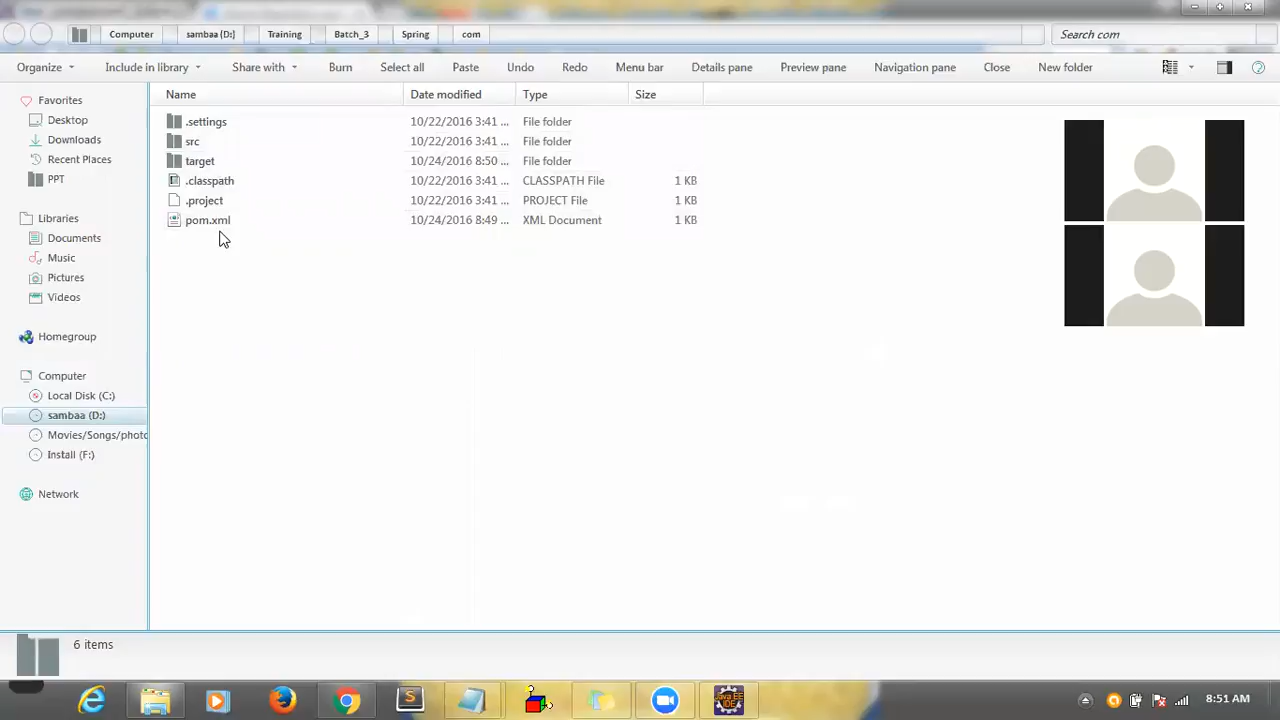 Computer sambaa (D:) Training Batch_3 Spring com Search com
Organize Include in library Share with Burn Select all Paste Undo Redo Menu bar Details pane Preview pane Navigation pane Close New folder
Favorites
Desktop
Downloads
Recent Places
PPT
Libraries
Documents
Music
Pictures
Videos
Homegroup
Computer
Local Disk (C:)
sambaa (D:)
Movies/Songs/photo
Install (F:)
Network
Name Date modified Type Size
.settings 10/22/2016 3:41 ... File folder
src 10/22/2016 3:41 ... File folder
target 10/24/2016 8:50 ... File folder
.classpath 10/22/2016 3:41 ... CLASSPATH File 1 KB
.project 10/22/2016 3:41 ... PROJECT File 1 KB
pom.xml 10/24/2016 8:49 ... XML Document 1 KB
6 items
Java EE
IDE
8:51 AM